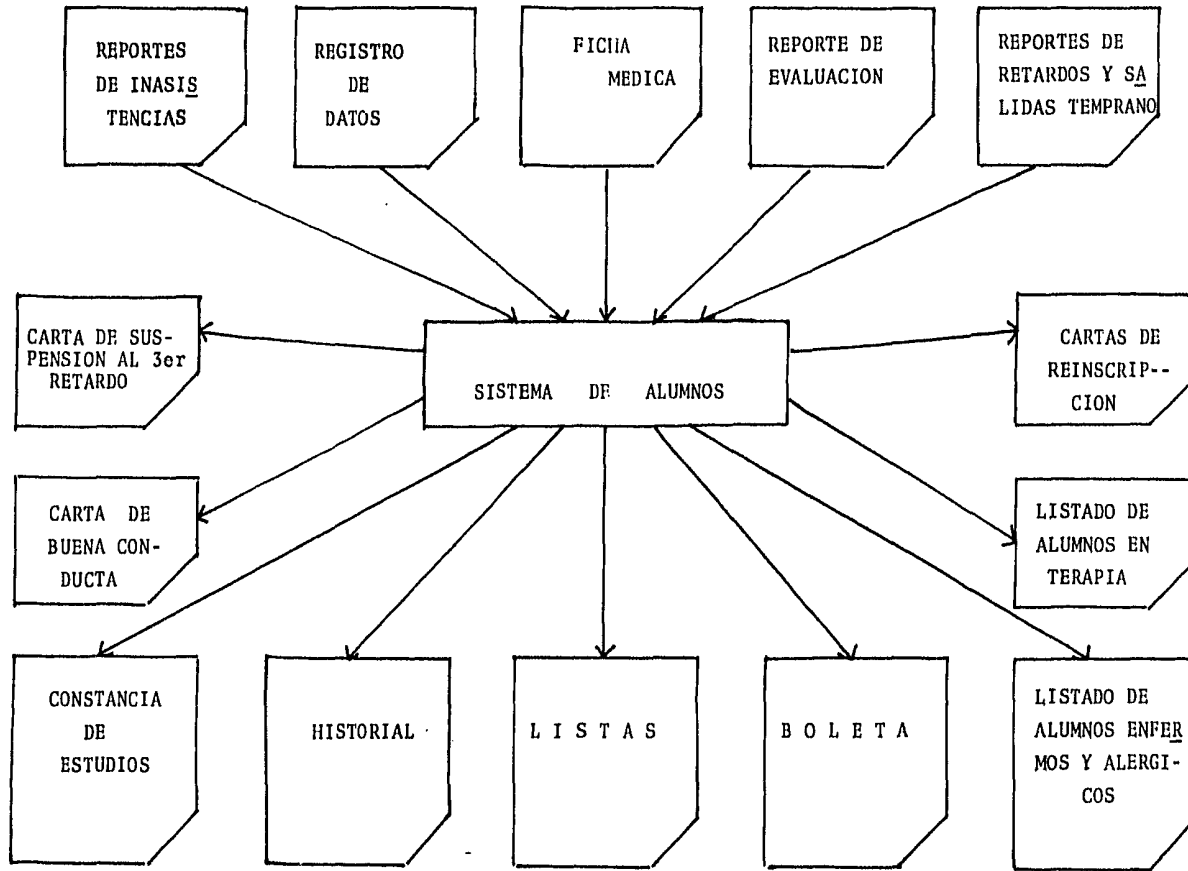 REPORTES
DE INASIS
TENCIAS
REGISTRO
DE
DATOS
FICHA
MEDICA
REPORTE DE
EVALUACION
REPORTES DE
RETARDOS Y SA
LIDAS TEMPRANO
CARTA DE SUS-
PENSION AL 3er
RETARDO
SISTEMA DE ALUMNOS
CARTAS DE
REINSCRIP--
CION
CARTA DE
BUENA CON-
DUCTA
LISTADO DE
ALUMNOS EN
TERAPIA
CONSTANCIA
DE
ESTUDIOS
HISTORIAL
L I S T A S
B O L E T A
LISTADO DE
ALUMNOS ENFER
MOS Y ALERGI-
COS